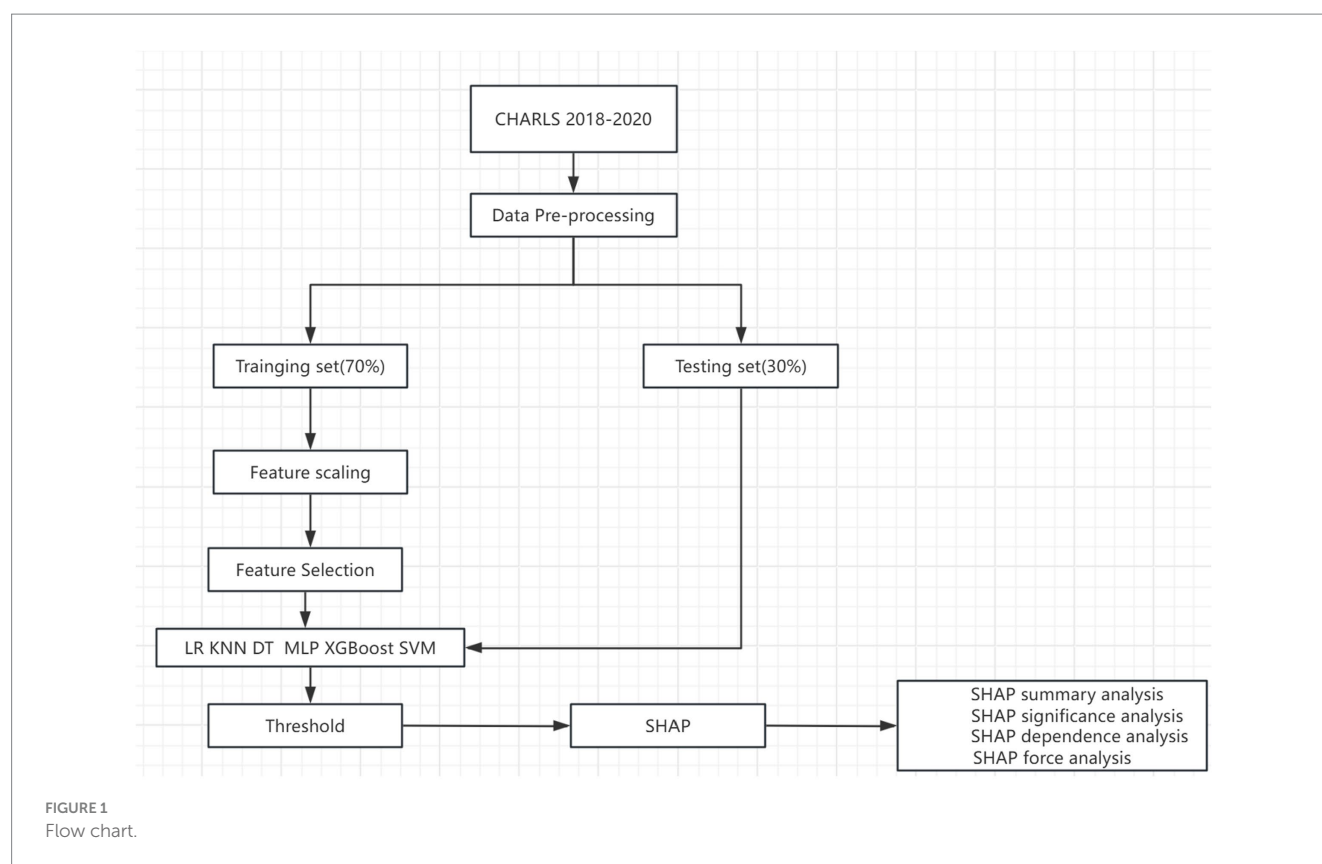 CHARLS 2018-2020
Data Pre-processing
Trainging set(70%)
Testing set(30%)
Feature scaling
Feature Selection
LR KNN DT  MLP XGBoost SVM
Threshold
SHAP
SHAP summary analysis
SHAP significance analysis
SHAP dependence analysis
SHAP force analysis
FIGURE 1
Flow chart.